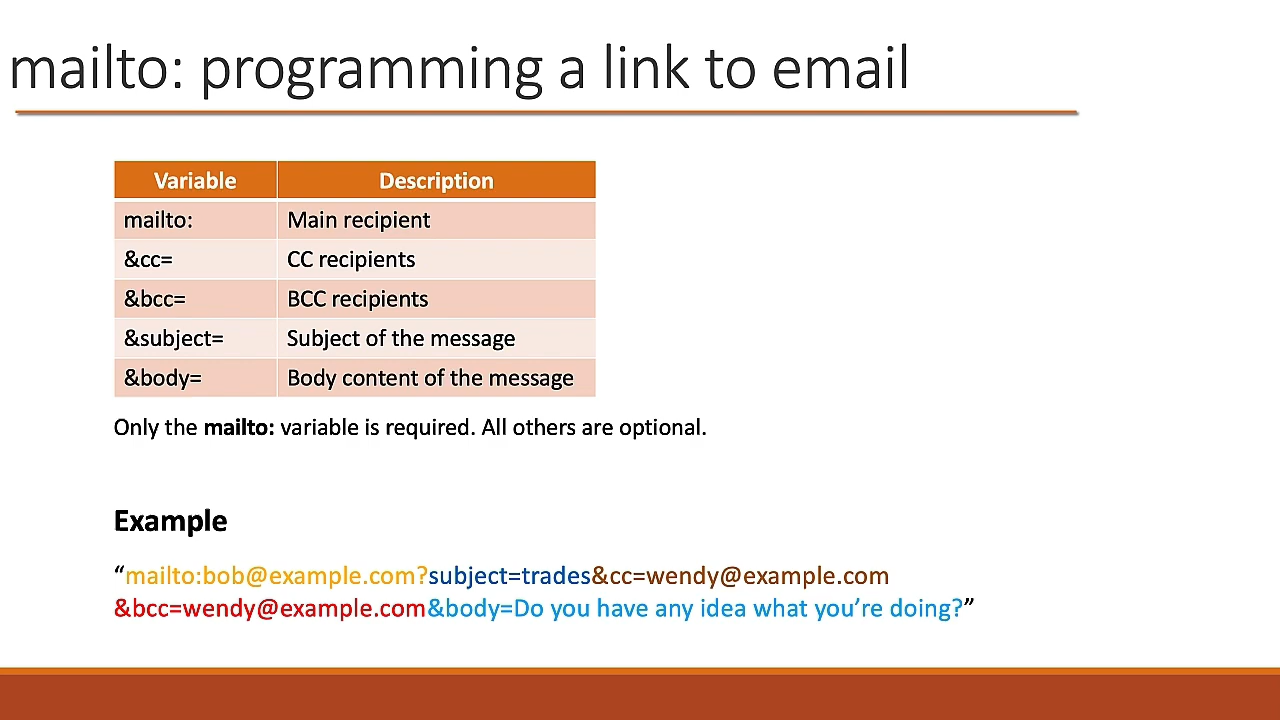 mailto: programming a link to email
Variable Description
mailto: Main recipient
&cc= CC recipients
&bcc= BCC recipients
&subject= Subject of the message
&body= Body content of the message
Only the mailto: variable is required. All others are optional.
Example
“mailto:bob@example.com?subject=trades&cc=wendy@example.com
&bcc=wendy@example.com&body=Do you have any idea what you’re doing?”